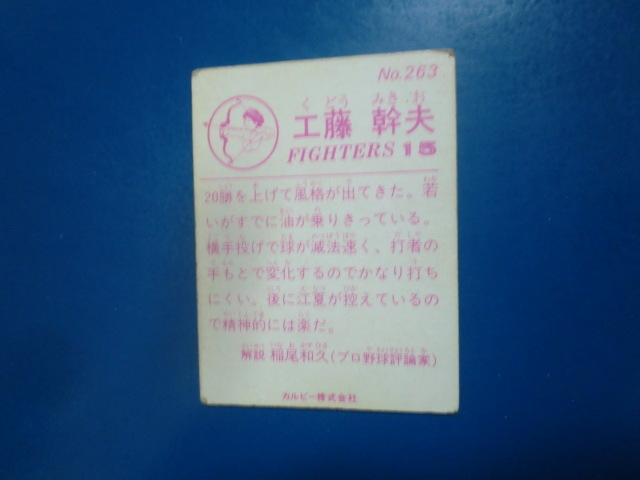 No.263
くどう みきお
工藤 幹夫
FIGHTERS 15
20勝を上げて風格が出てきた。若
いがすでに油が乗りきっている。
横手投げで球が滅法速く、打者の
手もとで変化するのでかなり打ち
にくい。後に江夏が控えているの
で精神的には楽だ。
解説 稲尾和久(プロ野球評論家)
カルビー株式会社